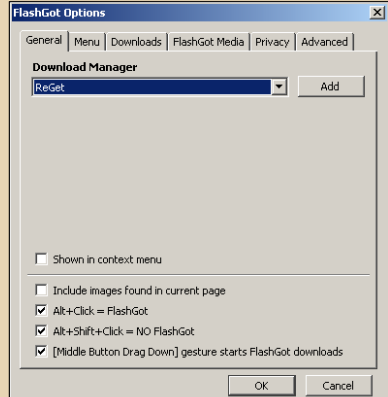 FlashGot Options
General Menu Downloads FlashGot Media Privacy Advanced
Download Manager
ReGet Add
Shown in context menu
Include images found in current page
Alt+Click = FlashGot
Alt+Shift+Click = NO FlashGot
[Middle Button Drag Down] gesture starts FlashGot downloads
OK Cancel